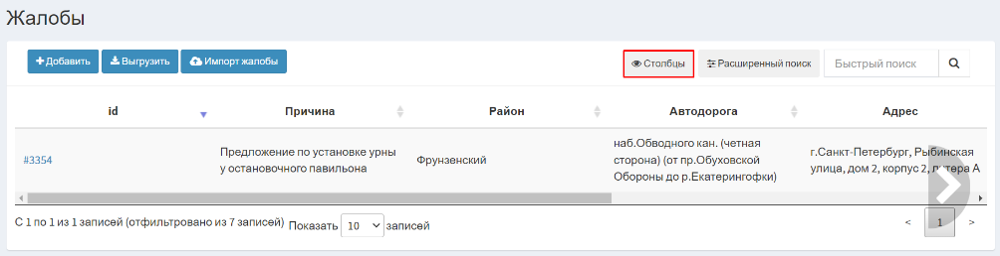 Жалобы
Добавить Выгрузить Импорт жалобы Столбцы Расширенный поиск Быстрый поиск
id Причина Район Автодорога Адрес
#3354 Предложение по установке урны у остановочного павильона Фрунзенский наб.Обводного кан. (четная сторона) (от пр.Обуховской Обороны до р.Екатерингофки) г.Санкт-Петербург, Рыбинская улица, дом 2, корпус 2, литера А
С 1 по 1 из 1 записей (отфильтровано из 7 записей) Показать 10 записей < 1 >